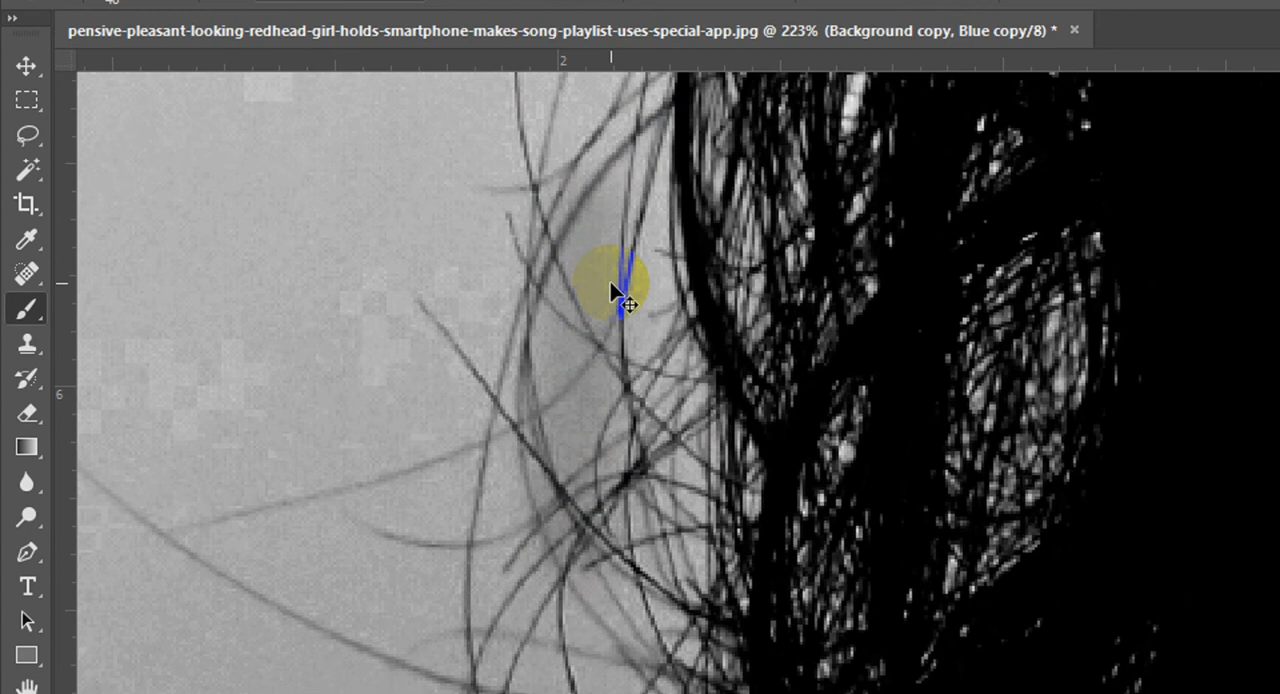 pensive-pleasant-looking-redhead-girl-holds-smartphone-makes-song-playlist-uses-special-app.jpg @ 223% (Background copy, Blue copy/8) *
2
6
T